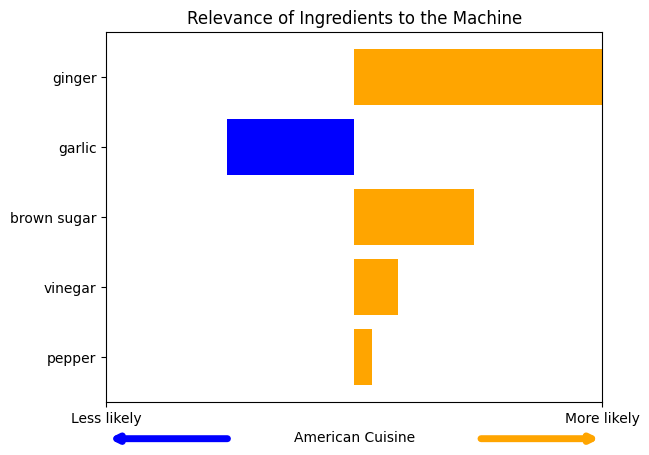 Relevance of Ingredients to the Machine
ginger
garlic
brown sugar
vinegar
pepper
Less likely
More likely
American Cuisine